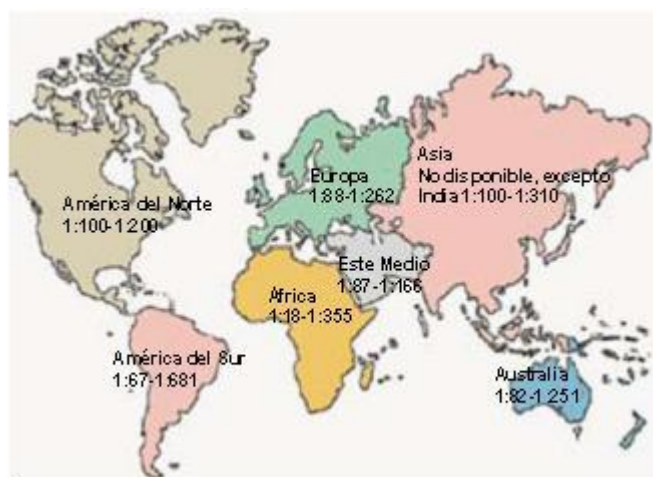 América del Norte
1:100-1:200
Europa
1:88-1:262
Asia
No disponible, excepto
India 1:100-1:310
Este Medio
1:87-1:166
Africa
1:18-1:355
América del Sur
1:67-1:681
Australia
1:82-1:251